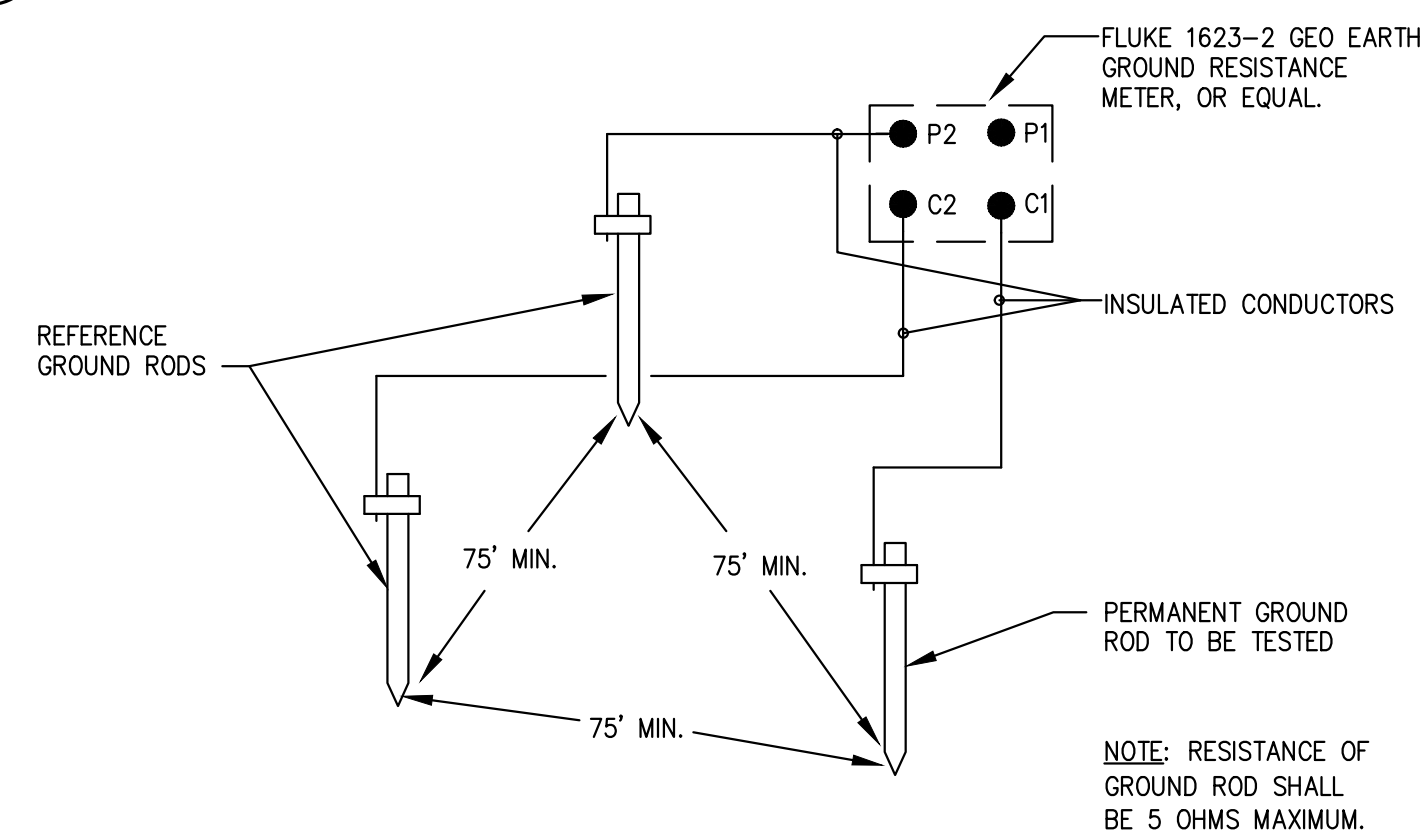 FLUKE 1623-2 GEO EARTH
GROUND RESISTANCE
METER, OR EQUAL.
P2
P1
C2
C1
INSULATED CONDUCTORS
REFERENCE
GROUND RODS
75' MIN.
75' MIN.
PERMANENT GROUND
ROD TO BE TESTED
75' MIN.
NOTE: RESISTANCE OF
GROUND ROD SHALL
BE 5 OHMS MAXIMUM.